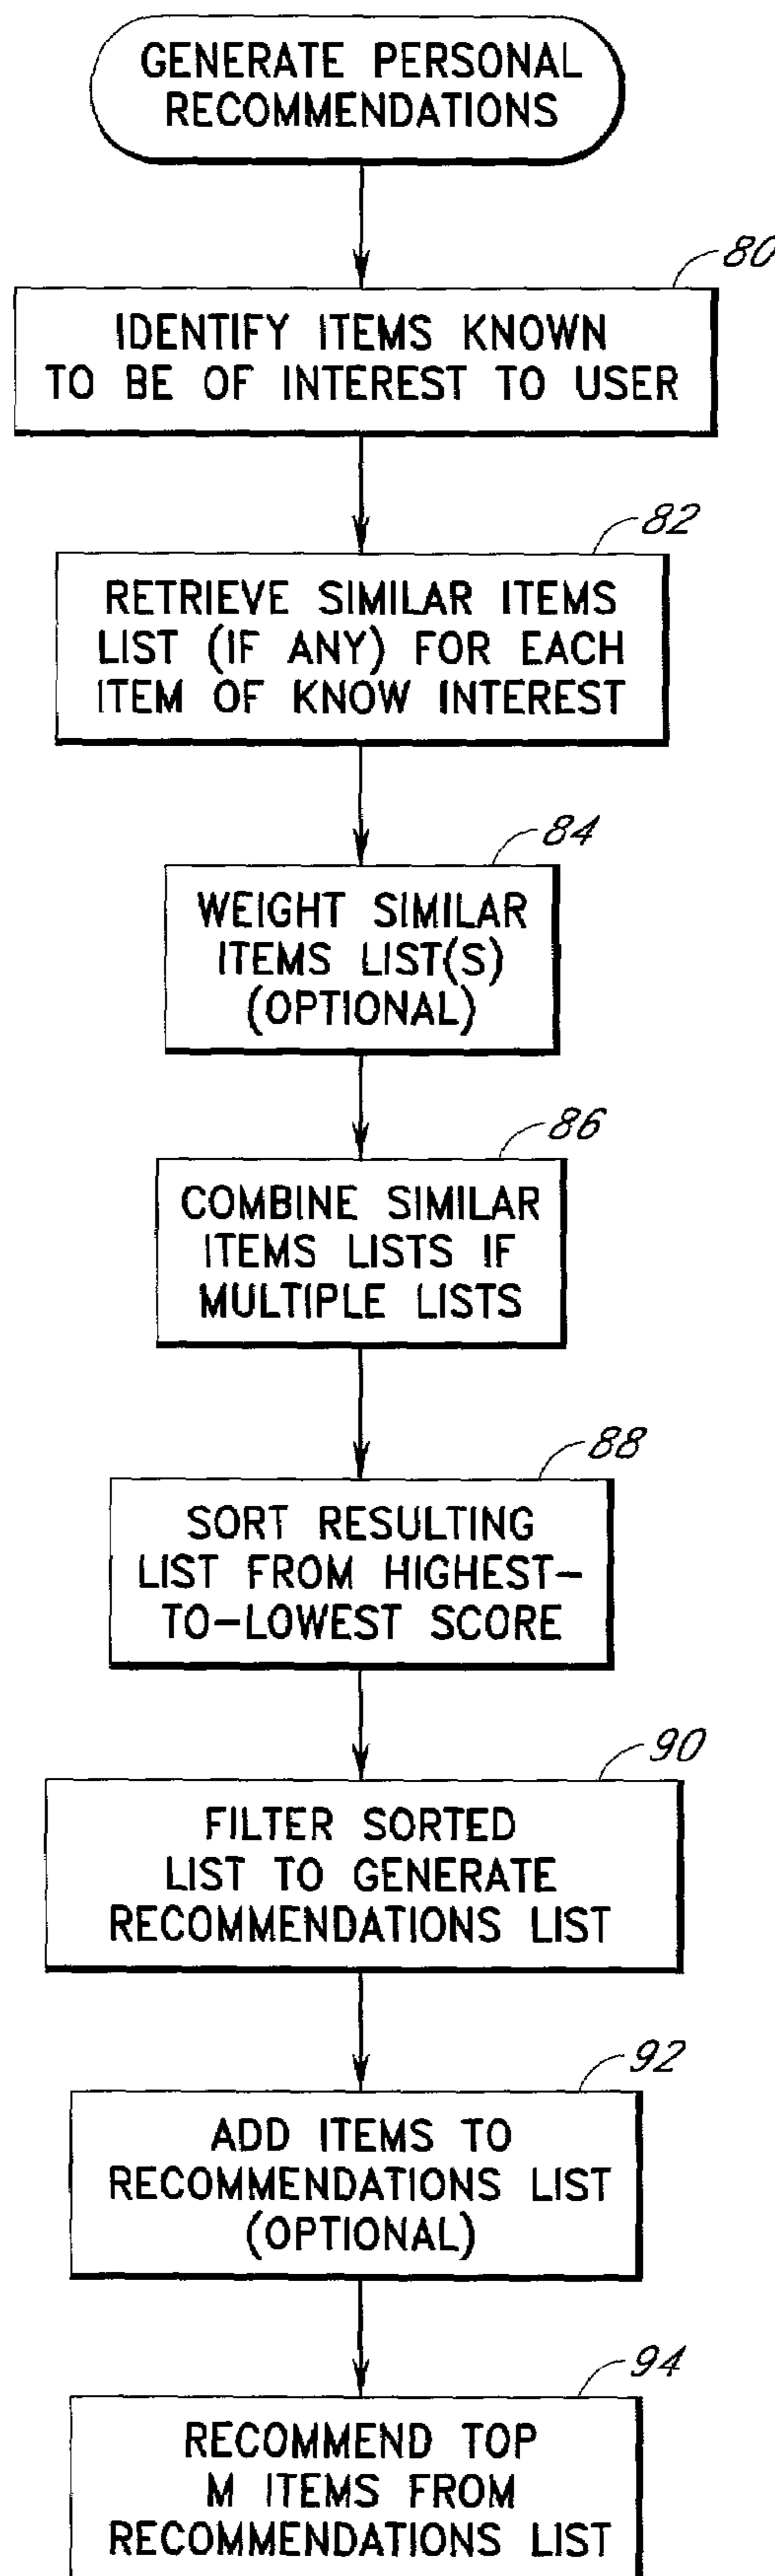 GENERATE PERSONAL
RECOMMENDATIONS
80
IDENTIFY ITEMS KNOWN
TO BE OF INTEREST TO USER
82
RETRIEVE SIMILAR ITEMS
LIST (IF ANY) FOR EACH
ITEM OF KNOW INTEREST
84
WEIGHT SIMILAR
ITEMS LIST(S)
(OPTIONAL)
86
COMBINE SIMILAR
ITEMS LISTS IF
MULTIPLE LISTS
88
SORT RESULTING
LIST FROM HIGHEST-
TO-LOWEST SCORE
90
FILTER SORTED
LIST TO GENERATE
RECOMMENDATIONS LIST
92
ADD ITEMS TO
RECOMMENDATIONS LIST
(OPTIONAL)
94
RECOMMEND TOP
M ITEMS FROM
RECOMMENDATIONS LIST